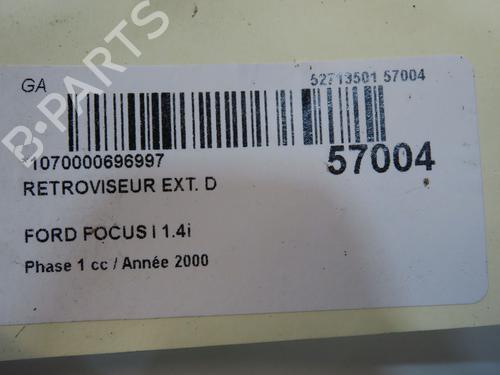 GA
52713501 57004
*1070000696997
57004
RETROVISEUR EXT. D
FORD FOCUS I 1.4i
Phase 1 cc / Année 2000
B-PARTS